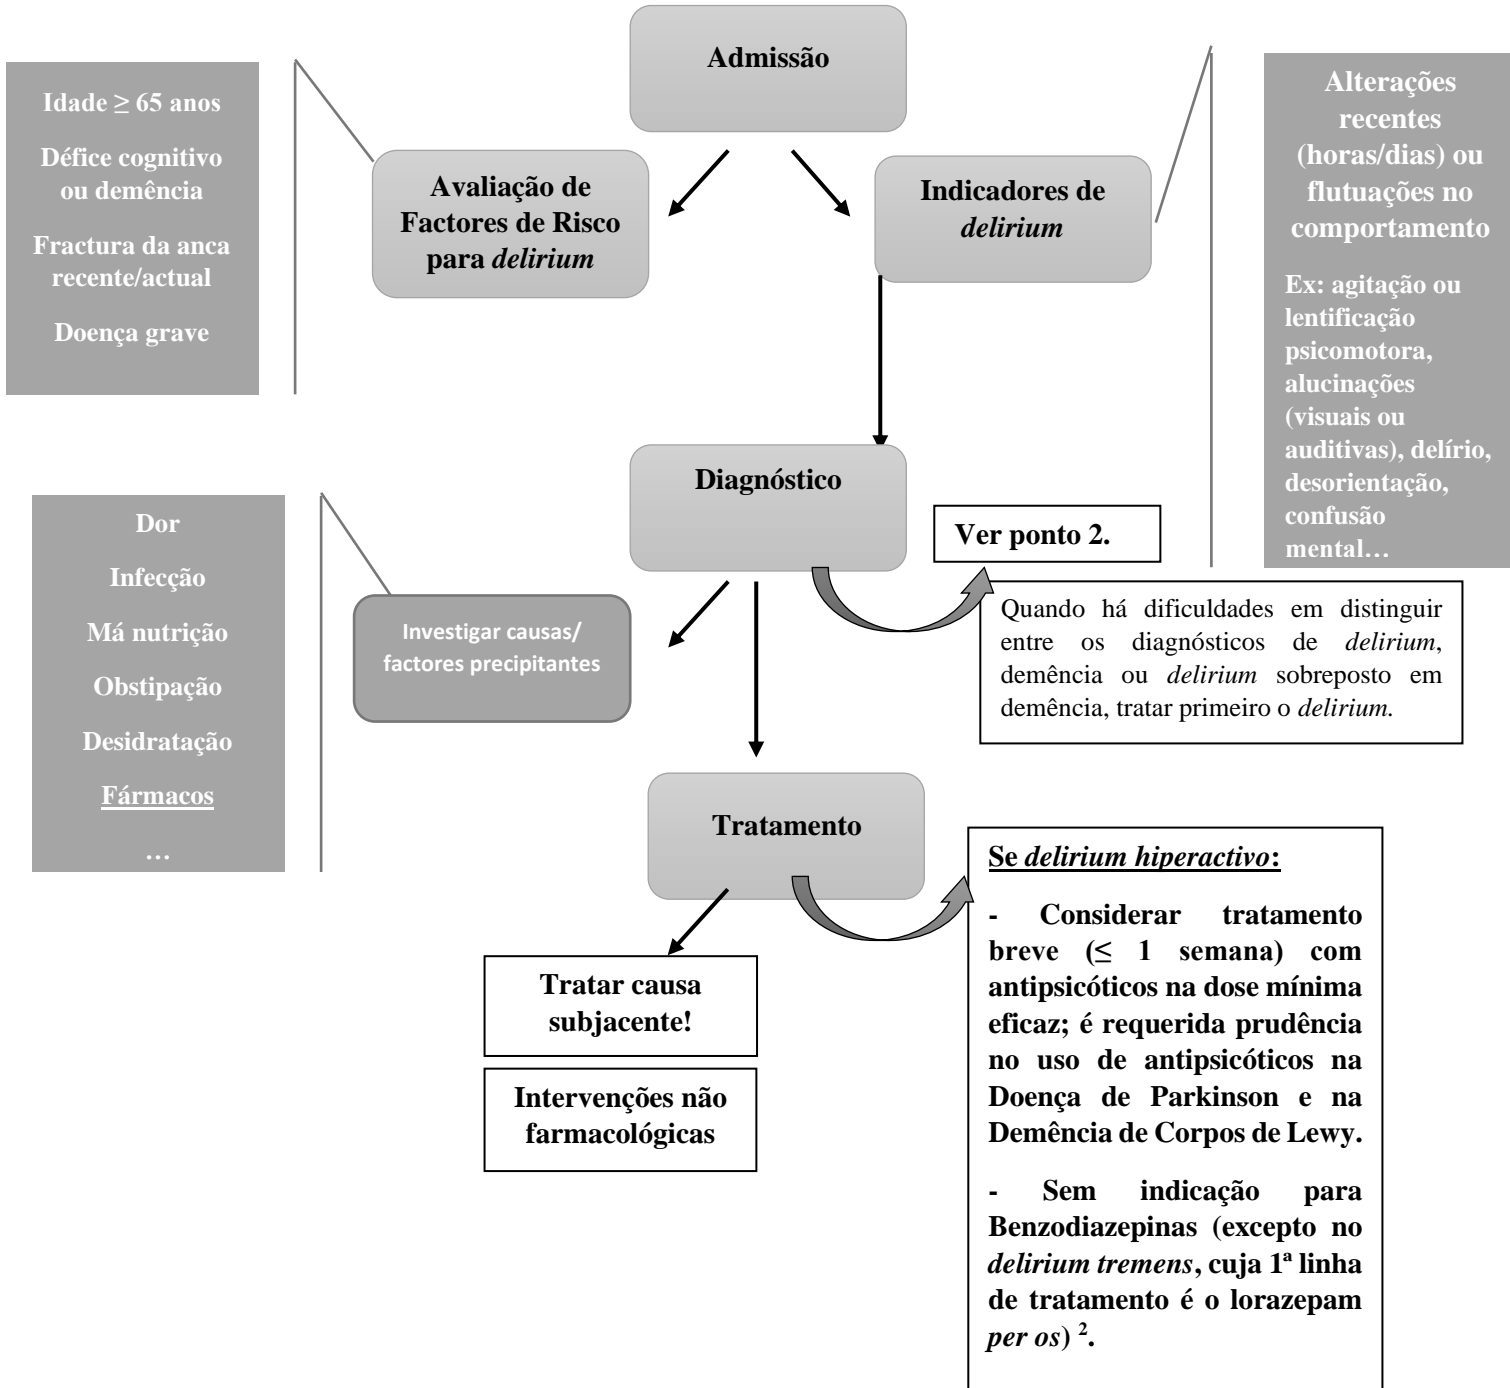 Admissão
Idade ≥ 65 anos
Défice cognitivo
ou demência
Fractura da anca
recente/actual
Doença grave
Avaliação de
Factores de Risco
para delirium
Indicadores de
delirium
Alterações
recentes
(horas/dias) ou
flutuações no
comportamento
Ex: agitação ou
lentificação
psicomotora,
alucinações
(visuais ou
auditivas), delírio,
desorientação,
confusão
mental…
Diagnóstico
Ver ponto 2.
Quando há dificuldades em distinguir
entre os diagnósticos de delirium,
demência ou delirium sobreposto em
demência, tratar primeiro o delirium.
Dor
Infecção
Má nutrição
Obstipação
Desidratação
Fármacos
…
Investigar causas/
factores precipitantes
Tratamento
Tratar causa
subjacente!
Intervenções não
farmacológicas
Se delirium hiperactivo:
- Considerar tratamento
breve (≤ 1 semana) com
antipsicóticos na dose mínima
eficaz; é requerida prudência
no uso de antipsicóticos na
Doença de Parkinson e na
Demência de Corpos de Lewy.
- Sem indicação para
Benzodiazepinas (excepto no
delirium tremens, cuja 1ª linha
de tratamento é o lorazepam
per os) ².